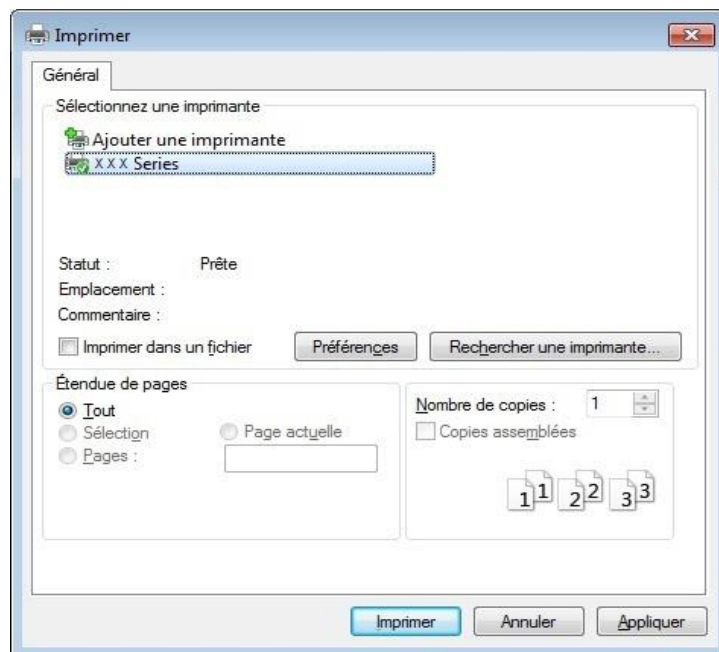 Imprimer
Général
Sélectionnez une imprimante
Ajouter une imprimante
X X X Series
Statut : Prête
Emplacement :
Commentaire :
Imprimer dans un fichier Préférences Rechercher une imprimante...
Étendue de pages
Tout
Sélection Page actuelle
Pages :
Nombre de copies : 1
Copies assemblées
1 1 2 2 3 3
Imprimer Annuler Appliquer